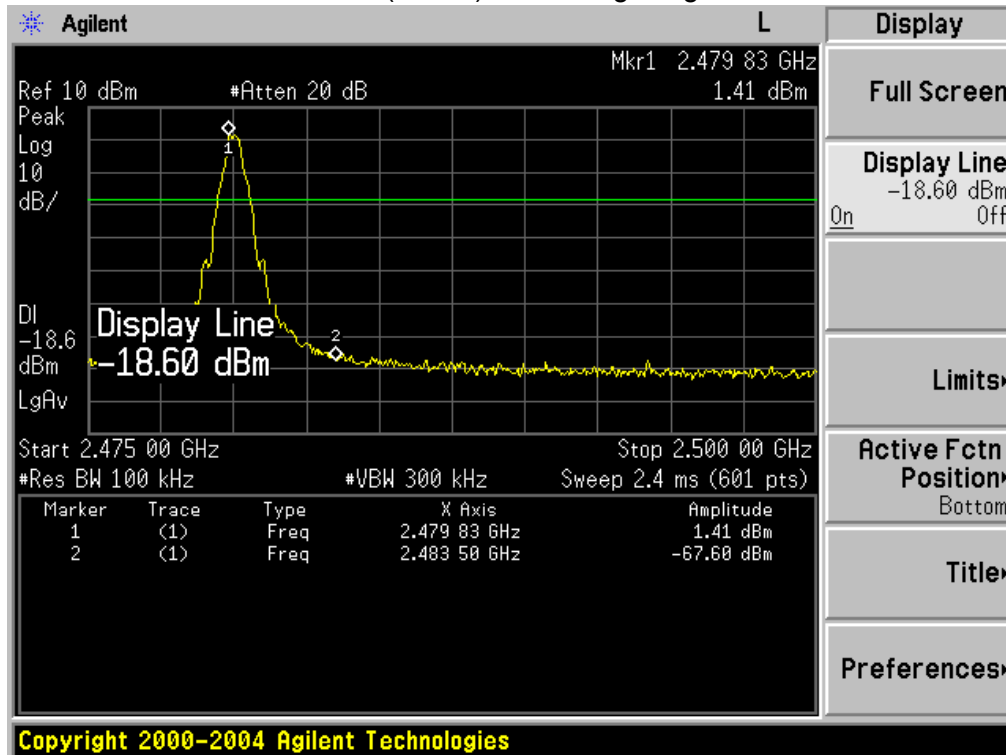 Agilent L
Mkr1 2.479 83 GHz
Ref 10 dBm #Atten 20 dB 1.41 dBm
Peak
Log
10
dB/
1
2
DI
-18.6
dBm
LgAv
Display Line
-18.60 dBm
Start 2.475 00 GHz Stop 2.500 00 GHz
#Res BW 100 kHz #VBW 300 kHz Sweep 2.4 ms (601 pts)
Marker Trace Type X Axis Amplitude
1 (1) Freq 2.479 83 GHz 1.41 dBm
2 (1) Freq 2.483 50 GHz -67.60 dBm
Display
Full Screen
Display Line
-18.60 dBm
On Off
Limits
Active Fctn
Position
Bottom
Title
Preferences
Copyright 2000-2004 Agilent Technologies